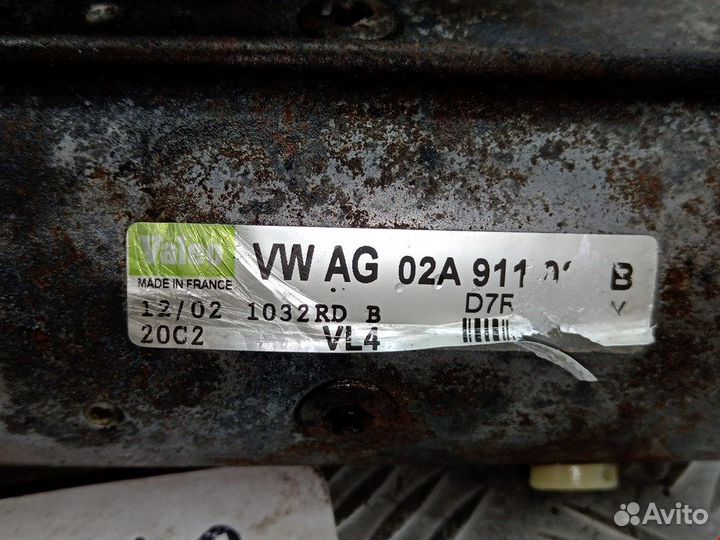 Valeo
VW AG 02A 911 B
MADE IN FRANCE
12/02 1032RD B D7F V
20C2 VL4
Avito